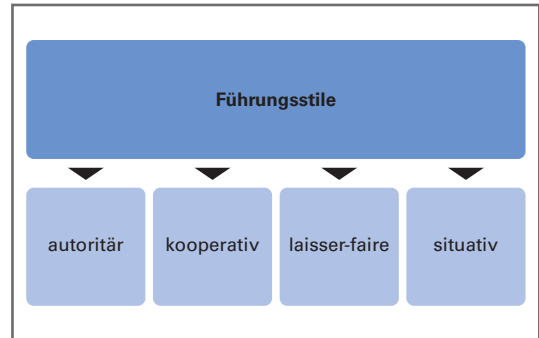 Führungsstile
autoritär
kooperativ
laisser-faire
situativ